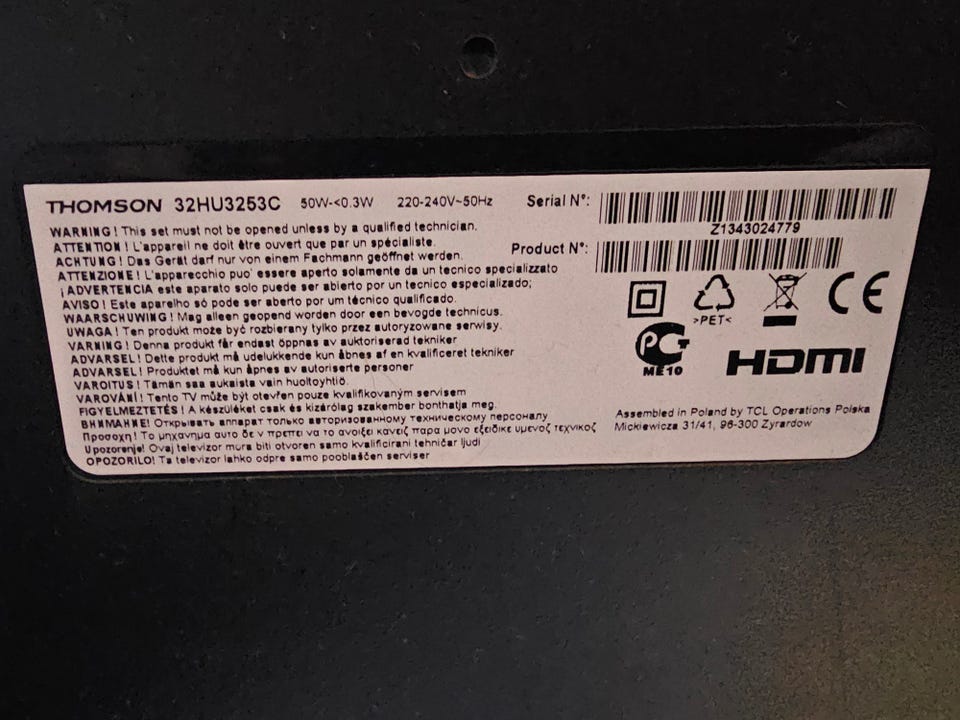 THOMSON 32HU3253C 50W-<0.3W 220-240V~50Hz Serial N°:
Z1343024779
Product N°:
WARNING! This set must not be opened unless by a qualified technician.
ATTENTION! L'appareil ne doit être ouvert que par un spécialiste.
ACHTUNG! Das Gerät darf nur von einem Fachmann geöffnet werden.
ATTENZIONE! L'apparecchio puo' essere aperto solamente da un tecnico specializzato
¡ADVERTENCIA este aparato solo puede ser abierto por un técnico especializado;
AVISO! Este aparelho só pode ser aberto por um técnico qualificado.
WAARSCHUWING! Mag alleen geopend worden door een bevogde technicus.
UWAGA! Ten produkt może być rozbierany tylko przez autoryzowane serwisy.
VARNING! Denna produkt får endast öppnas av auktoriserad tekniker
ADVARSEL! Dette produkt må udelukkende kun åbnes af en kvalificeret tekniker
ADVARSEL! Produktet må kun åpnes av autoriserte personer
VAROITUS! Tämän saa aukaista vain huoltoyhtiö.
VAROVÁNÍ! Tento TV může být otevřen pouze kvalifikovaným servisem
FIGYELMEZTETÉS! A készüléket csak és kizárólag szakember bonthatja meg.
ВНИМАНИЕ! Открывать аппарат только авторизованному техническому персоналу
Προσοχη! Το μηχανημα αυτο δε ν πρεπει να το ανοιξει κανεις παρα μονο εξειδικε υμενος τεχνικος
Upozorenje! Ovaj televizor mura biti otvoren samo kvalificirani tehničar ljudi
OPOZORILO! Ta televizor lahko odpre samo pooblaščen serviser
>PET<
CE
PCT
ME10
HDMI
Assembled in Poland by TCL Operations Polska
Mickiewicza 31/41, 96-300 Zyrardow